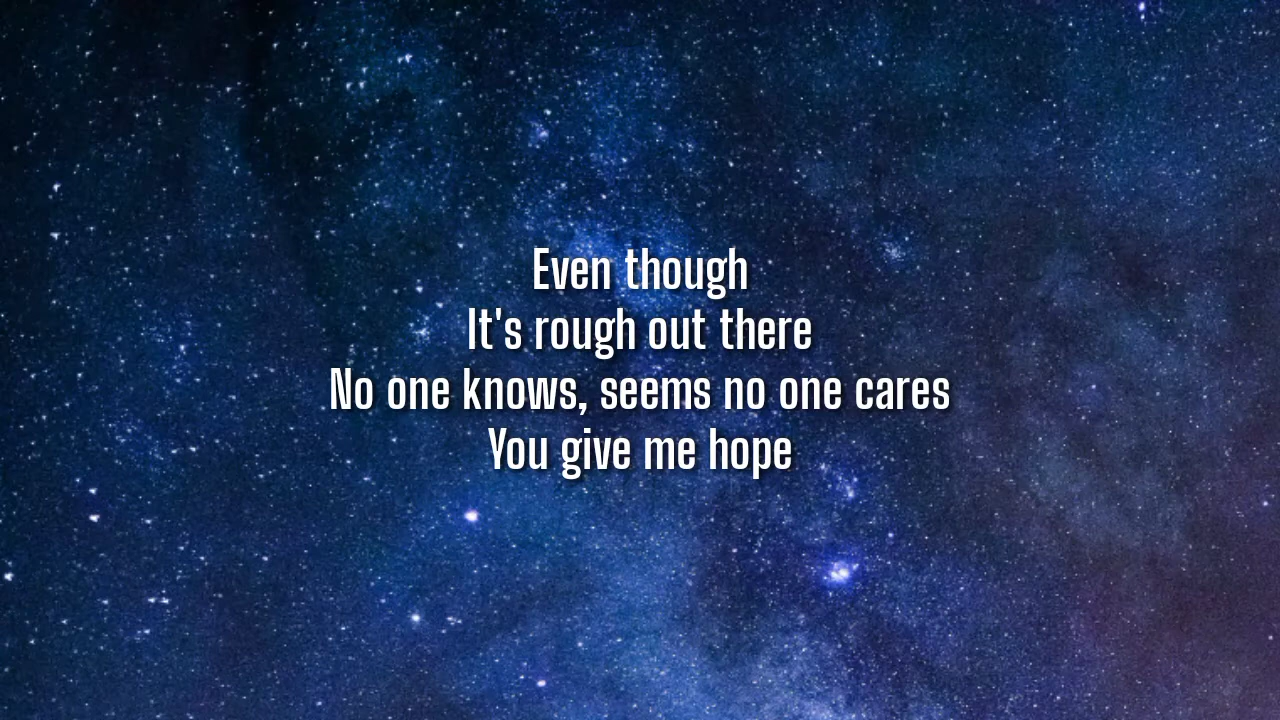 Even though
It's rough out there
No one knows, seems no one cares
You give me hope